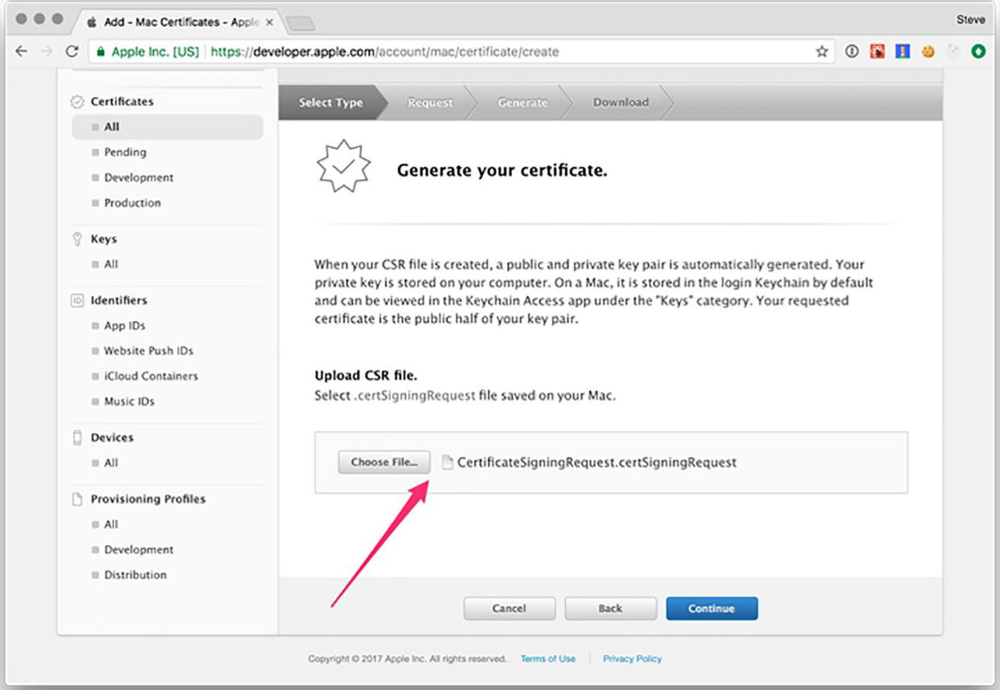 Add - Mac Certificates - Apple
Steve
Apple Inc. [US] https://developer.apple.com/account/mac/certificate/create
Certificates
All
Pending
Development
Production
Keys
All
ID Identifiers
App IDs
Website Push IDs
iCloud Containers
Music IDs
Devices
All
Provisioning Profiles
All
Development
Distribution
Select Type Request Generate Download
Generate your certificate.
When your CSR file is created, a public and private key pair is automatically generated. Your
private key is stored on your computer. On a Mac, it is stored in the login Keychain by default
and can be viewed in the Keychain Access app under the "Keys" category. Your requested
certificate is the public half of your key pair.
Upload CSR file.
Select .certSigningRequest file saved on your Mac.
Choose File... CertificateSigningRequest.certSigningRequest
Cancel Back Continue
Copyright © 2017 Apple Inc. All rights reserved. Terms of Use Privacy Policy